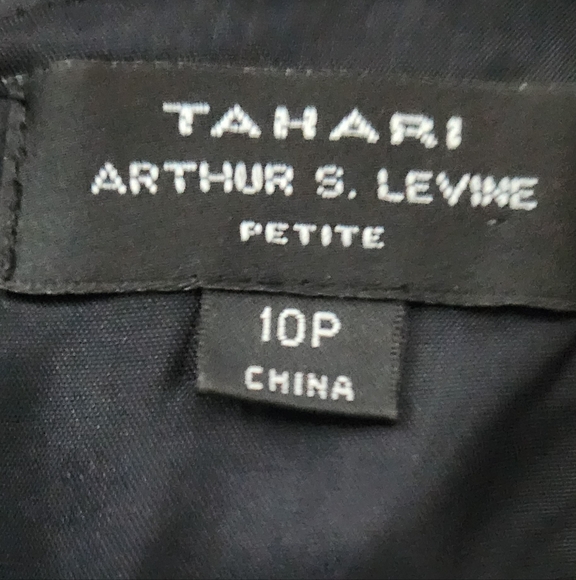 TAHARI
ARTHUR S. LEVINE
PETITE
10P
CHINA